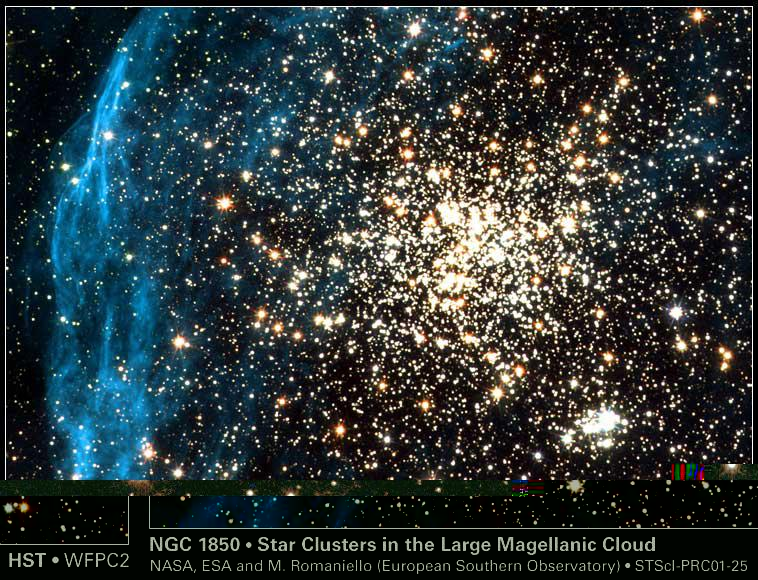 NGC 1850 • Star Clusters in the Large Magellanic Cloud
HST • WFPC2
NASA, ESA and M. Romaniello (European Southern Observatory) • STScI-PRC01-25